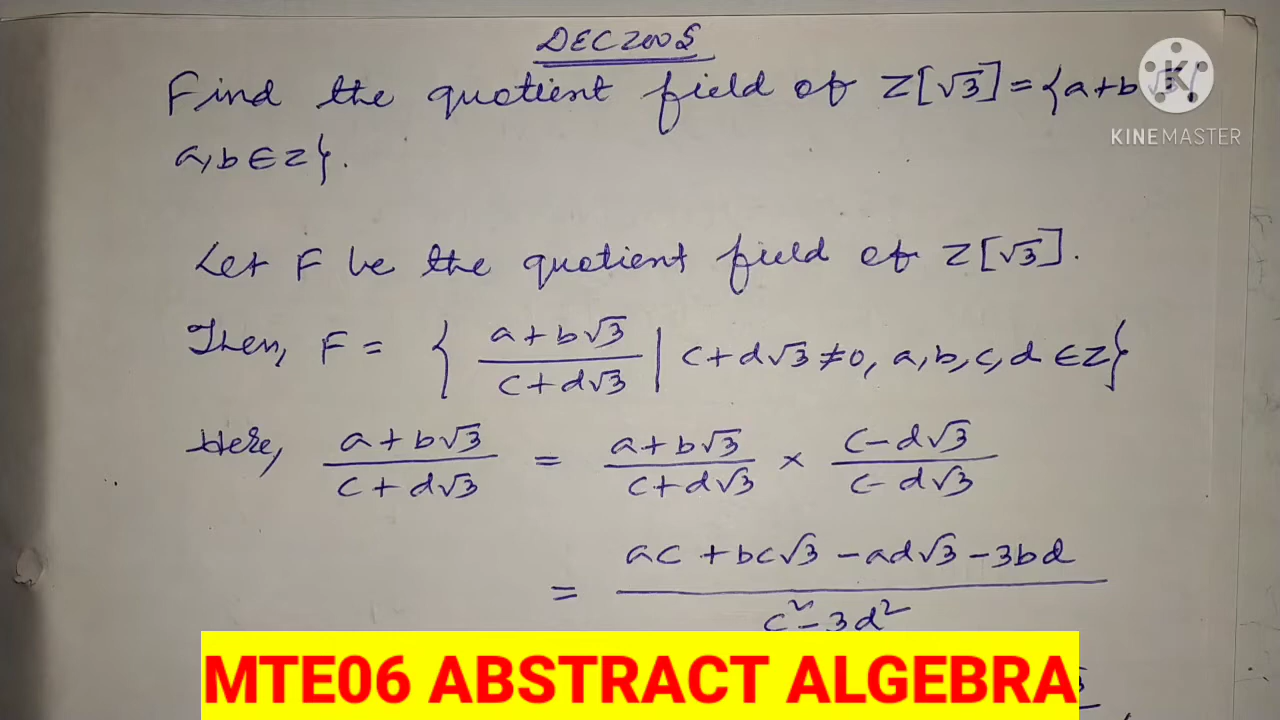 DEC 2005
Find the quotient field of Z[√3] = {a+b√3|
KINEMASTER
a,b ∈ Z}.
Let F be the quotient field of Z[√3].
Then, F = { a+b√3 / c+d√3 | c+d√3 ≠ 0, a, b, c, d ∈ Z}
Here, a+b√3 / c+d√3 = a+b√3 / c+d√3 × c-d√3 / c-d√3
= ac + bc√3 - ad√3 - 3bd / c² - 3d²
MTE06 ABSTRACT ALGEBRA